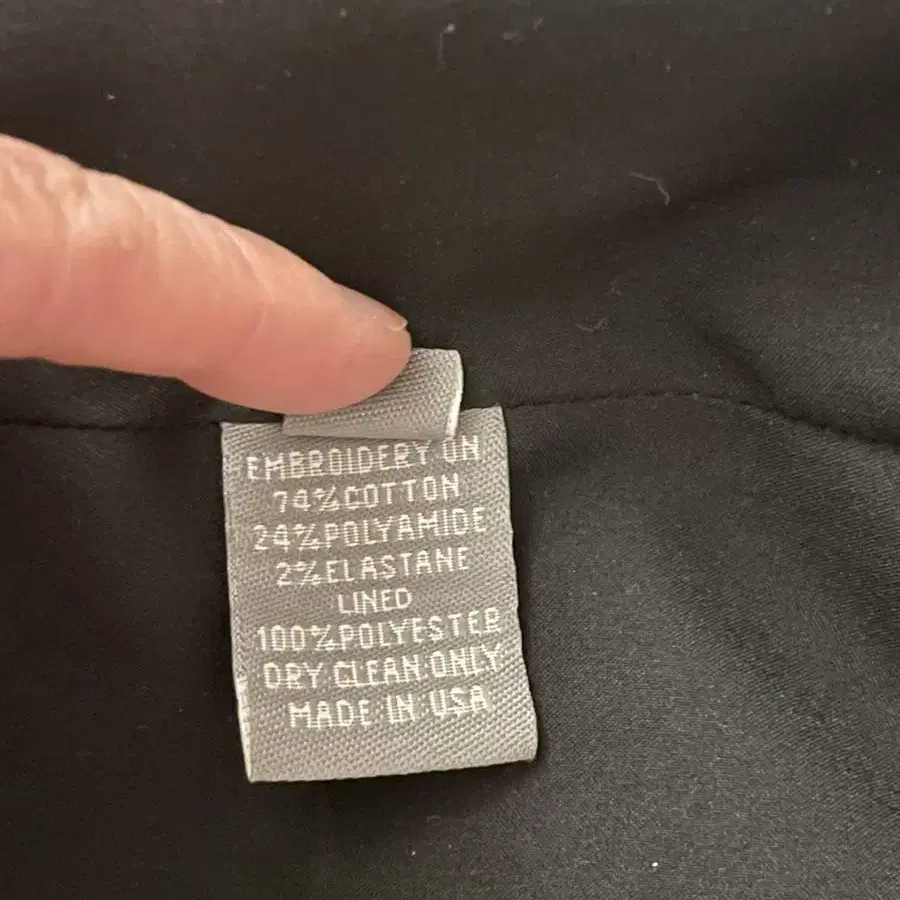 EMBROIDERY ON
74%COTTON
24%POLYAMIDE
2%ELASTANE
LINED
100%POLYESTER
DRY CLEAN ONLY
MADE IN USA